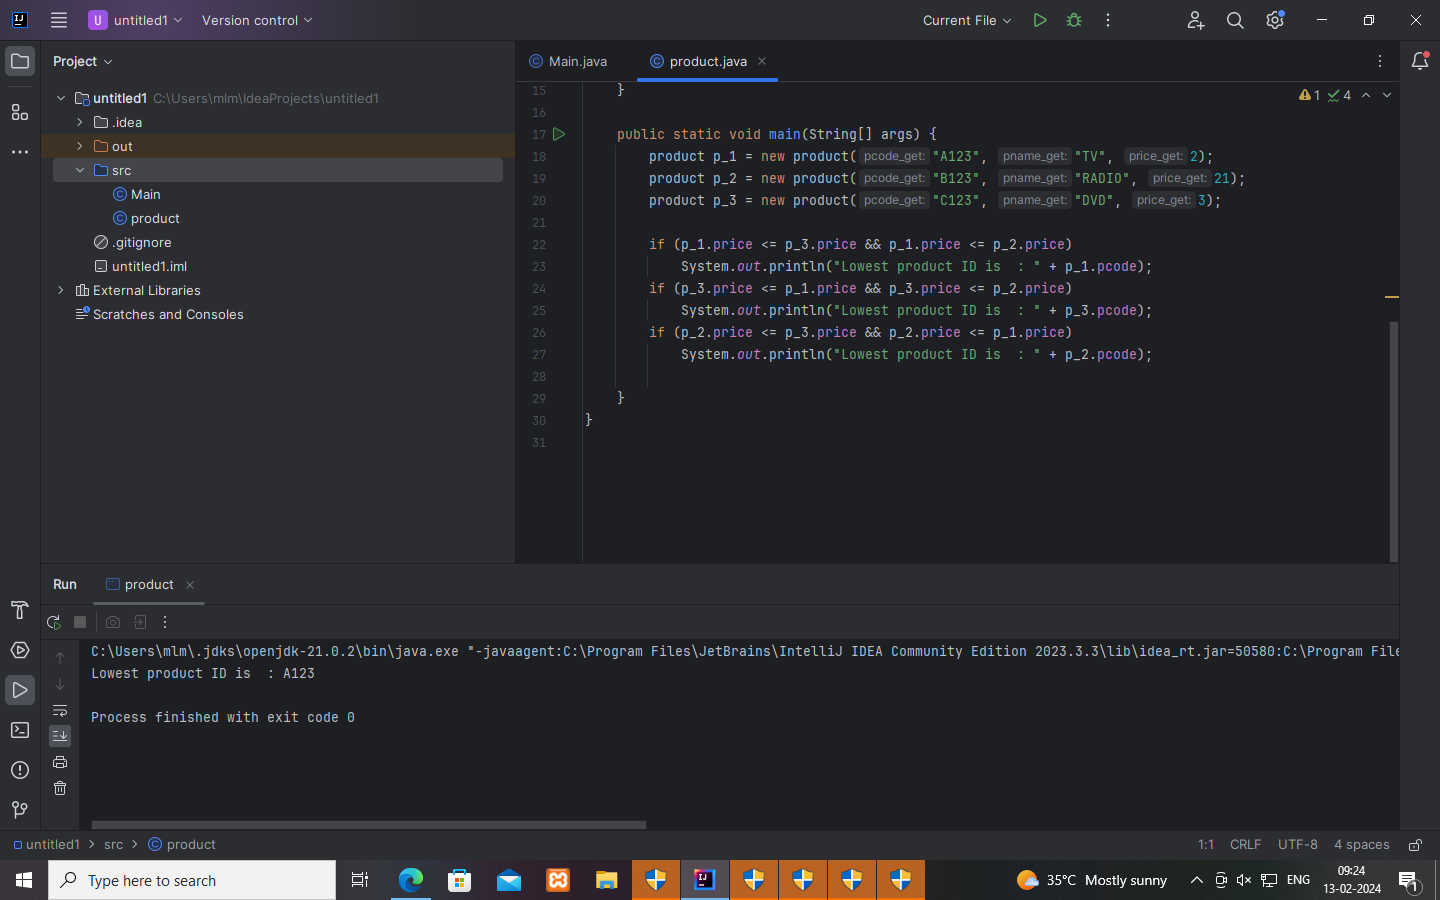 U untitled1 Version control Current File
Project
Main.java product.java
untitled1 C:\Users\mlm\IdeaProjects\untitled1
.idea
out
src
Main
product
.gitignore
untitled1.iml
External Libraries
Scratches and Consoles
1 4
15 }
16
17 public static void main(String[] args) {
18 product p_1 = new product( pcode_get: "A123", pname_get: "TV", price_get: 2);
19 product p_2 = new product( pcode_get: "B123", pname_get: "RADIO", price_get: 21);
20 product p_3 = new product( pcode_get: "C123", pname_get: "DVD", price_get: 3);
21
22 if (p_1.price <= p_3.price && p_1.price <= p_2.price)
23 System.out.println("Lowest product ID is  : " + p_1.pcode);
24 if (p_3.price <= p_1.price && p_3.price <= p_2.price)
25 System.out.println("Lowest product ID is  : " + p_3.pcode);
26 if (p_2.price <= p_3.price && p_2.price <= p_1.price)
27 System.out.println("Lowest product ID is  : " + p_2.pcode);
28
29 }
30 }
31
Run product
C:\Users\mlm\.jdks\openjdk-21.0.2\bin\java.exe "-javaagent:C:\Program Files\JetBrains\IntelliJ IDEA Community Edition 2023.3.3\lib\idea_rt.jar=50580:C:\Program File
Lowest product ID is  : A123
Process finished with exit code 0
untitled1 > src > product 1:1 CRLF UTF-8 4 spaces
Type here to search 35°C Mostly sunny ENG 09:24
13-02-2024 1